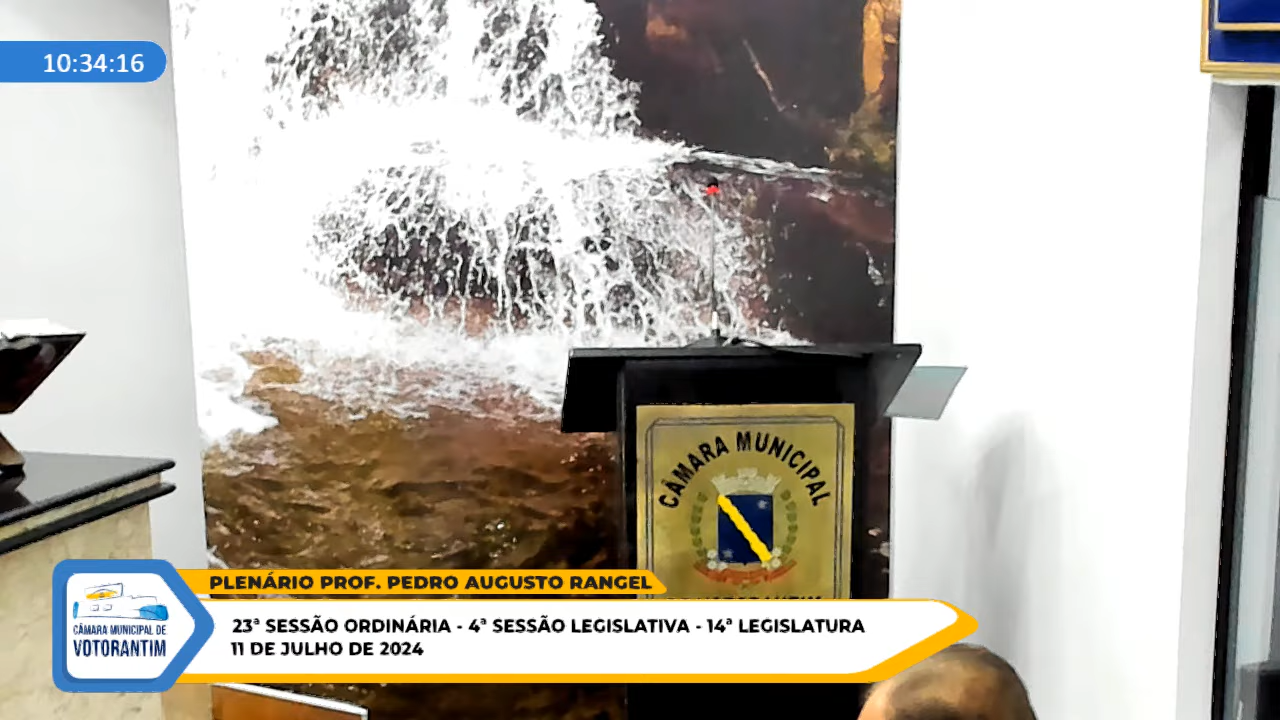 10:34:16
CÂMARA MUNICIPAL
PLENÁRIO PROF. PEDRO AUGUSTO RANGEL
23ª SESSÃO ORDINÁRIA - 4ª SESSÃO LEGISLATIVA - 14ª LEGISLATURA
11 DE JULHO DE 2024
CÂMARA MUNICIPAL DE
VOTORANTIM